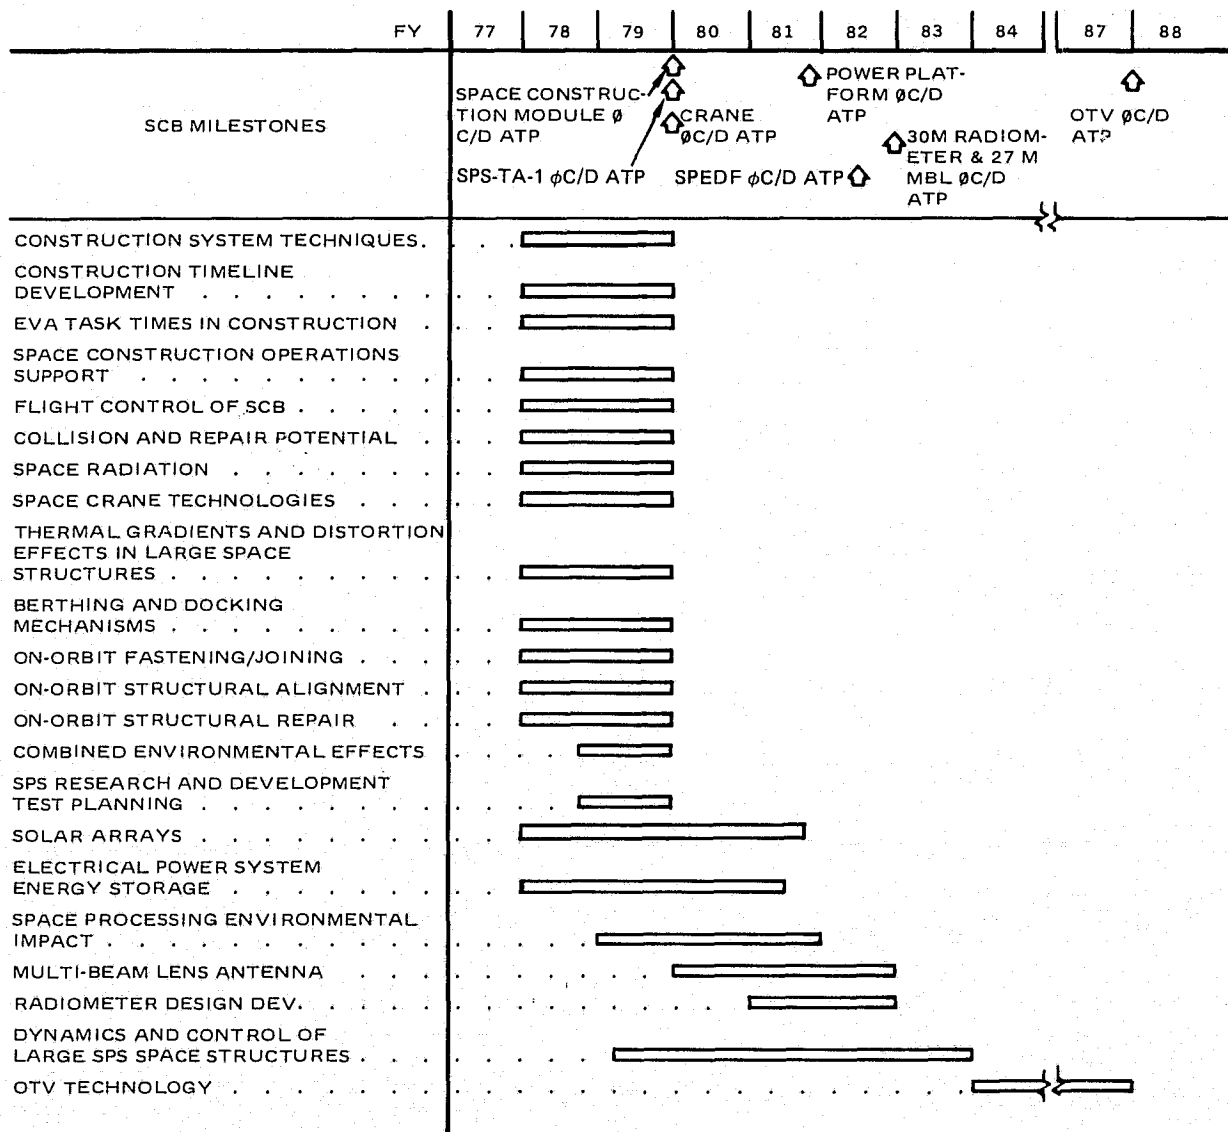 FY 77 78 79 80 81 82 83 84 87 88
SCB MILESTONES
SPACE CONSTRUC-
TION MODULE Ø
C/D ATP
SPS-TA-1 φC/D ATP
CRANE
ØC/D ATP
POWER PLAT-
FORM ØC/D
ATP
SPEDF φC/D ATP
30M RADIOM-
ETER & 27 M
MBL ØC/D
ATP
OTV ØC/D
ATP
CONSTRUCTION SYSTEM TECHNIQUES.
CONSTRUCTION TIMELINE
DEVELOPMENT
EVA TASK TIMES IN CONSTRUCTION
SPACE CONSTRUCTION OPERATIONS
SUPPORT
FLIGHT CONTROL OF SCB
COLLISION AND REPAIR POTENTIAL
SPACE RADIATION
SPACE CRANE TECHNOLOGIES
THERMAL GRADIENTS AND DISTORTION
EFFECTS IN LARGE SPACE
STRUCTURES
BERTHING AND DOCKING
MECHANISMS
ON-ORBIT FASTENING/JOINING
ON-ORBIT STRUCTURAL ALIGNMENT
ON-ORBIT STRUCTURAL REPAIR
COMBINED ENVIRONMENTAL EFFECTS
SPS RESEARCH AND DEVELOPMENT
TEST PLANNING
SOLAR ARRAYS
ELECTRICAL POWER SYSTEM
ENERGY STORAGE
SPACE PROCESSING ENVIRONMENTAL
IMPACT
MULTI-BEAM LENS ANTENNA
RADIOMETER DESIGN DEV.
DYNAMICS AND CONTROL OF
LARGE SPS SPACE STRUCTURES
OTV TECHNOLOGY